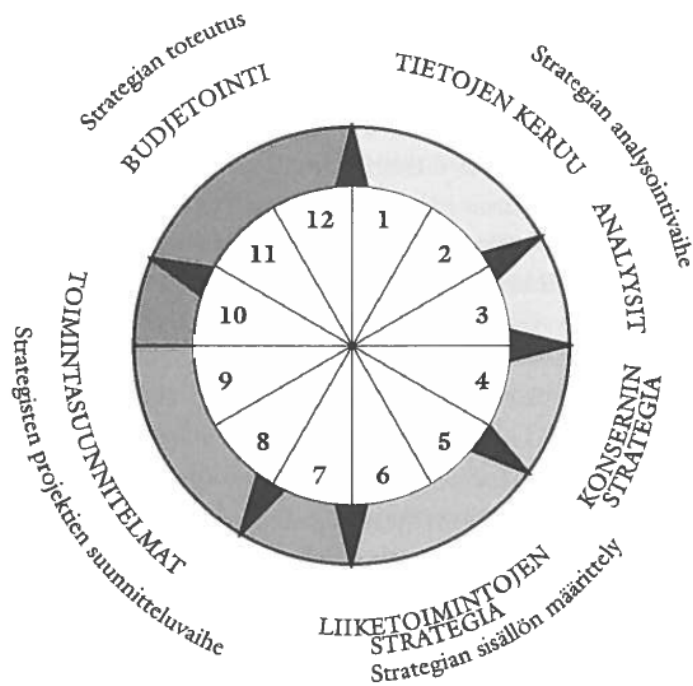 Strategian toteutus
BUDJETOINTI
TIETOJEN KERUU
Strategian analysointivaihe
ANALYYSIT
KONSERNIN
STRATEGIA
LIIKETOIMINTOJEN
STRATEGIA
Strategian sisällön määrittely
TOIMINTASUUNNITELMAT
Strategisten projektien suunnitteluvaihe
12
1
11
2
10
3
9
4
8
5
7
6